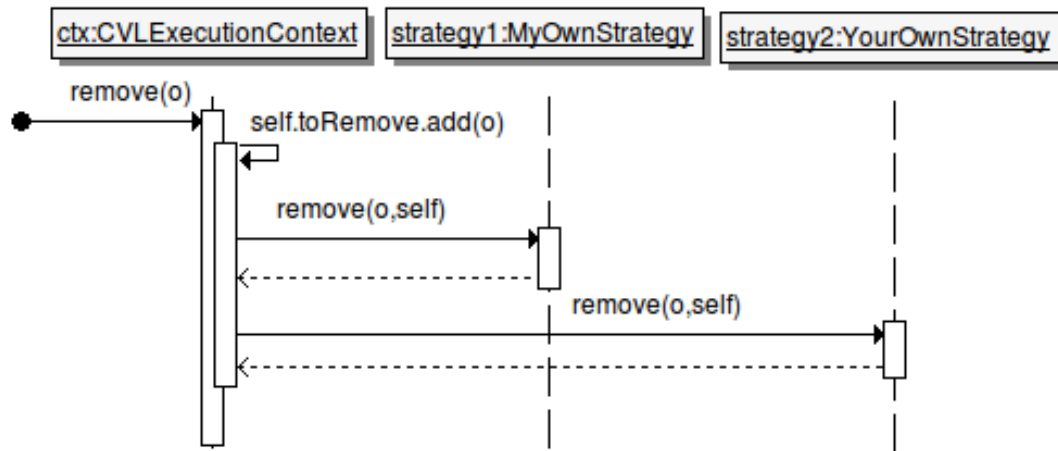 ctx:CVLExecutionContext
strategy1:MyOwnStrategy
strategy2:YourOwnStrategy
remove(o)
self.toRemove.add(o)
remove(o,self)
remove(o,self)